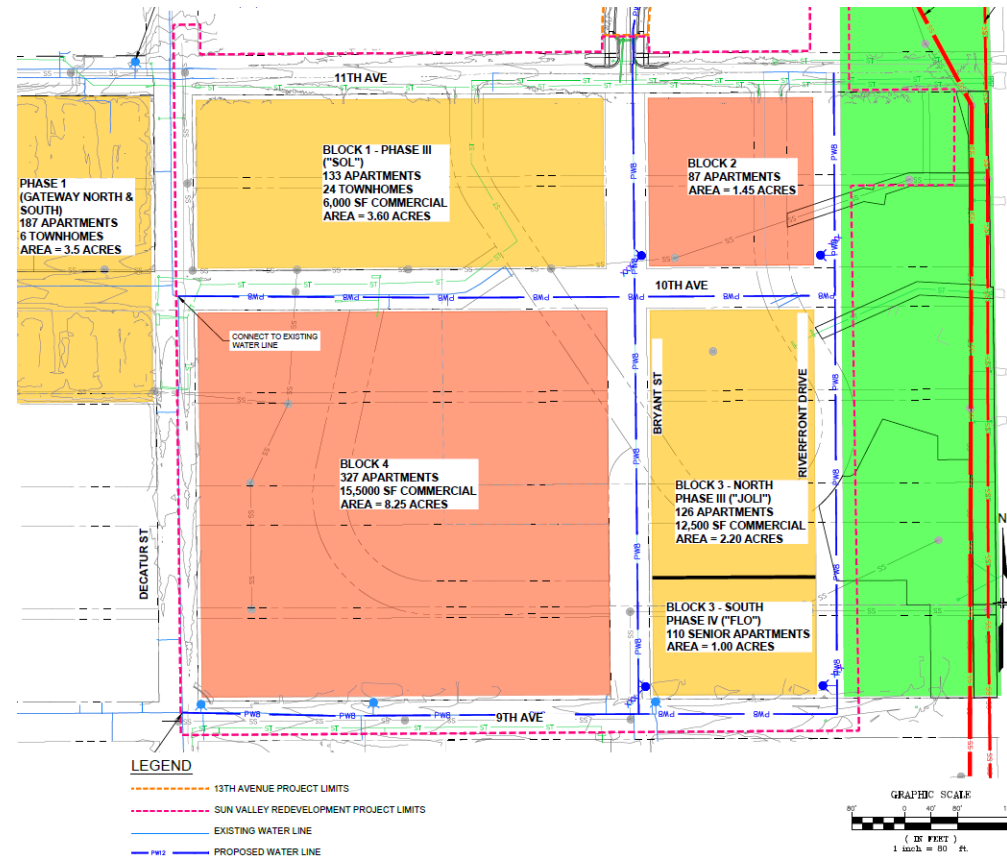 11TH AVE
BLOCK 1 - PHASE III
("SOL")
133 APARTMENTS
24 TOWNHOMES
6,000 SF COMMERCIAL
AREA = 3.60 ACRES
BLOCK 2
87 APARTMENTS
AREA = 1.45 ACRES
PHASE 1
(GATEWAY NORTH &
SOUTH)
187 APARTMENTS
6 TOWNHOMES
AREA = 3.5 ACRES
10TH AVE
CONNECT TO EXISTING
WATER LINE
BRYANT ST
RIVERFRONT DRIVE
BLOCK 4
327 APARTMENTS
15,5000 SF COMMERCIAL
AREA = 8.25 ACRES
BLOCK 3 - NORTH
PHASE III ("JOLI")
126 APARTMENTS
12,500 SF COMMERCIAL
AREA = 2.20 ACRES
DECATUR ST
N
BLOCK 3 - SOUTH
PHASE IV ("FLO")
110 SENIOR APARTMENTS
AREA = 1.00 ACRES
9TH AVE
LEGEND
13TH AVENUE PROJECT LIMITS
SUN VALLEY REDEVELOPMENT PROJECT LIMITS
EXISTING WATER LINE
PW12
PROPOSED WATER LINE
GRAPHIC SCALE
80' 0 40' 80'
( IN FEET )
1 inch = 80 ft.